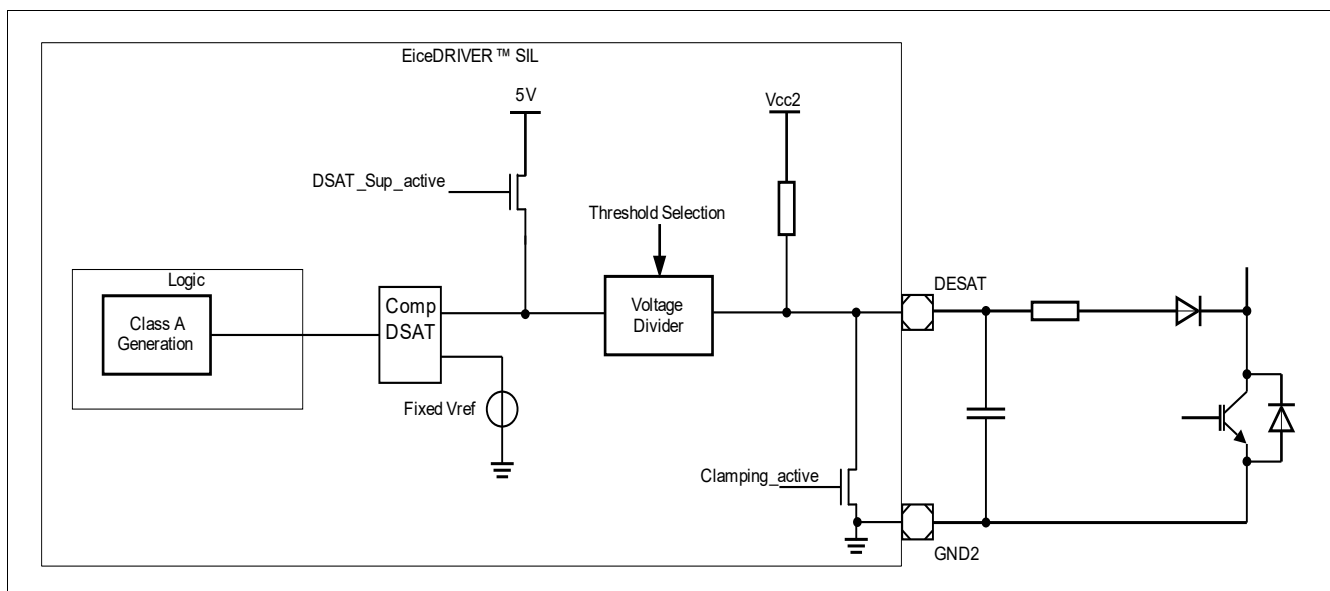 EiceDRIVER™ SIL
5V
Vcc2
DSAT_Sup_active
Threshold Selection
Logic
Class A
Generation
Comp
DSAT
Voltage
Divider
DESAT
Fixed Vref
Clamping_active
GND2